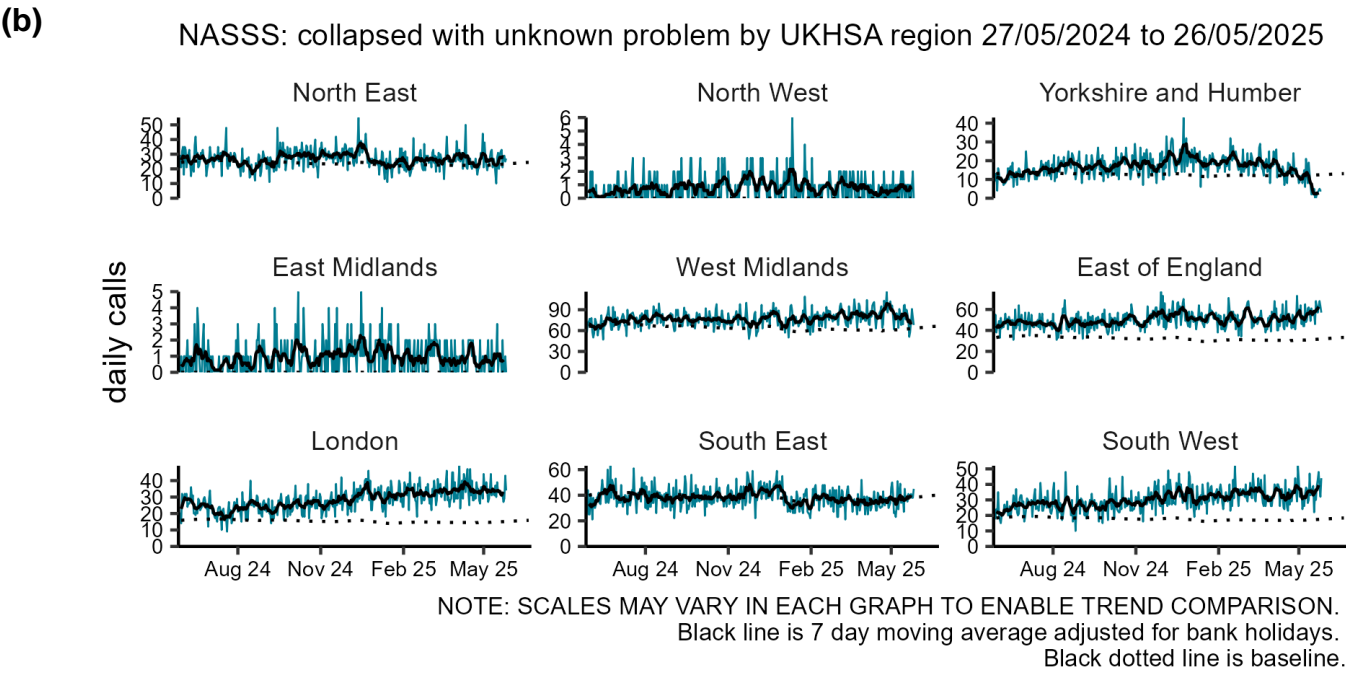 (b)
NASSS: collapsed with unknown problem by UKHSA region 27/05/2024 to 26/05/2025
daily calls
North East
50
40
30
20
10
0
North West
6
5
4
3
2
1
0
Yorkshire and Humber
40
30
20
10
0
East Midlands
5
4
3
2
1
0
West Midlands
90
60
30
0
East of England
60
40
20
0
London
40
30
20
10
0
Aug 24 Nov 24 Feb 25 May 25
South East
60
40
20
0
Aug 24 Nov 24 Feb 25 May 25
South West
50
40
30
20
10
0
Aug 24 Nov 24 Feb 25 May 25
NOTE: SCALES MAY VARY IN EACH GRAPH TO ENABLE TREND COMPARISON.
Black line is 7 day moving average adjusted for bank holidays.
Black dotted line is baseline.